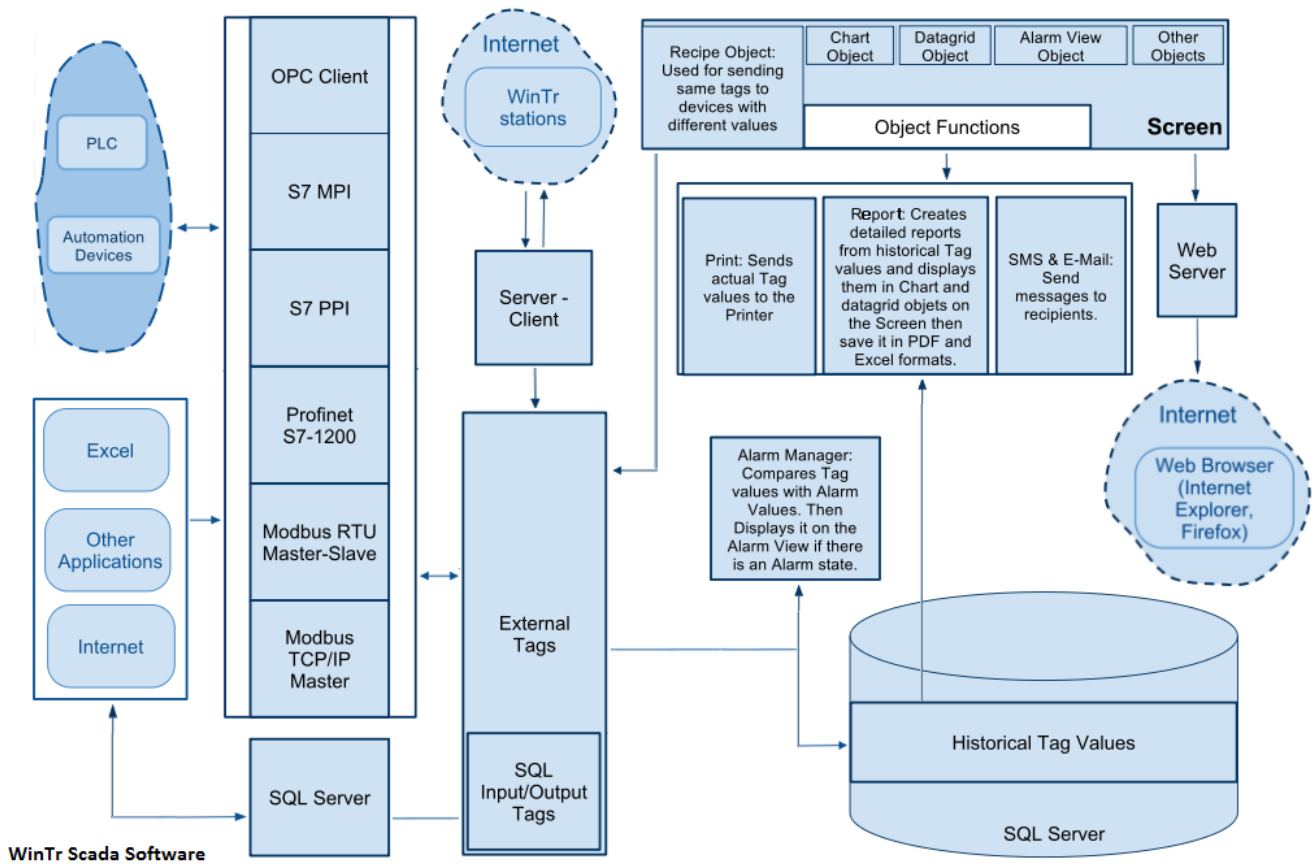 PLC
Automation
Devices
OPC Client
S7 MPI
S7 PPI
Profinet
S7-1200
Modbus RTU
Master-Slave
Modbus
TCP/IP
Master
Excel
Other
Applications
Internet
SQL Server
Internet
WinTr
stations
Server -
Client
External
Tags
SQL
Input/Output
Tags
Recipe Object:
Used for sending
same tags to
devices with
different values
Chart
Object
Datagrid
Object
Alarm View
Object
Other
Objects
Object Functions
Screen
Print: Sends
actual Tag
values to the
Printer
Report: Creates
detailed reports
from historical Tag
values and displays
them in Chart and
datagrid objets on
the Screen then
save it in PDF and
Excel formats.
SMS & E-Mail:
Send
messages to
recipients.
Web
Server
Internet
Web Browser
(Internet
Explorer,
Firefox)
Alarm Manager:
Compares Tag
values with Alarm
Values. Then
Displays it on the
Alarm View if there
is an Alarm state.
Historical Tag Values
SQL Server
WinTr Scada Software